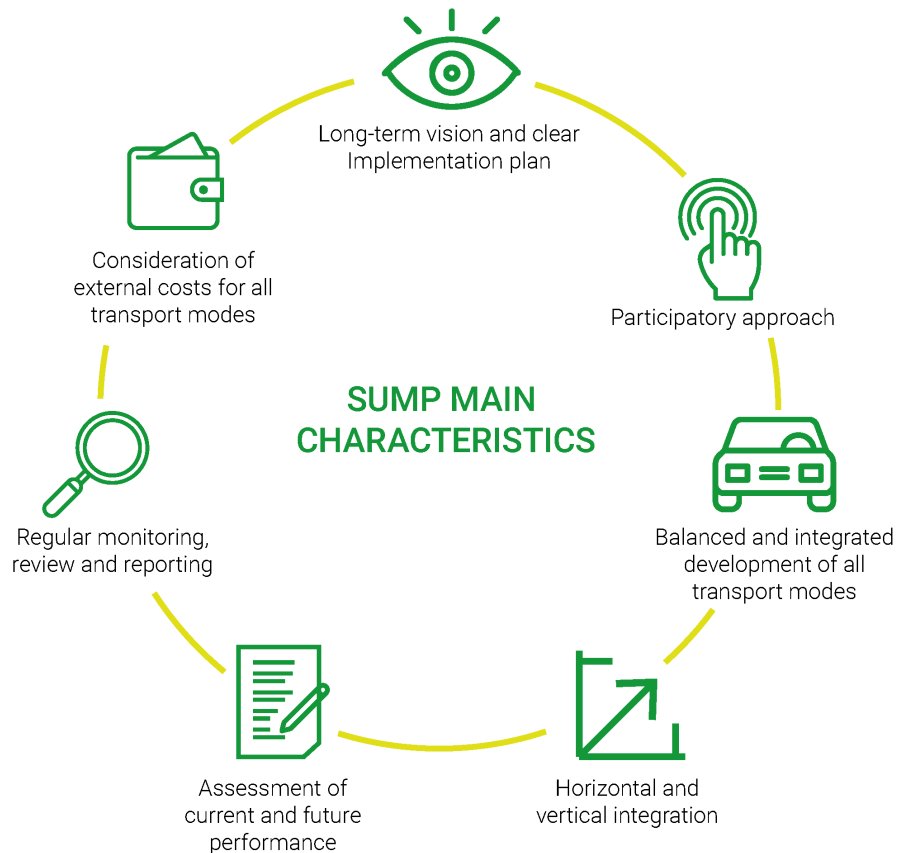 Long-term vision and clear
Implementation plan
Participatory approach
Balanced and integrated
development of all
transport modes
Horizontal and
vertical integration
Assessment of
current and future
performance
Regular monitoring,
review and reporting
Consideration of
external costs for all
transport modes
SUMP MAIN
CHARACTERISTICS